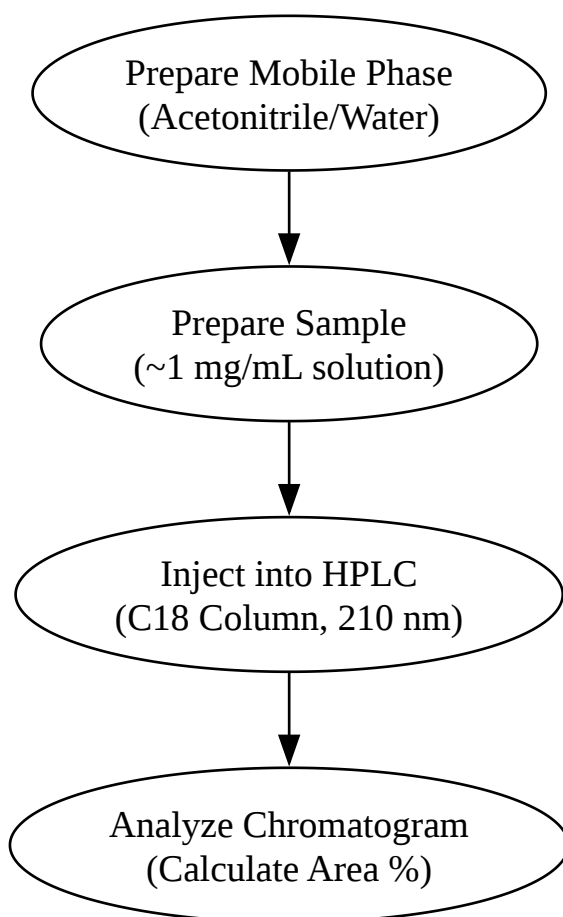 Prepare Mobile Phase
(Acetonitrile/Water)
Prepare Sample
(~1 mg/mL solution)
Inject into HPLC
(C18 Column, 210 nm)
Analyze Chromatogram
(Calculate Area %)